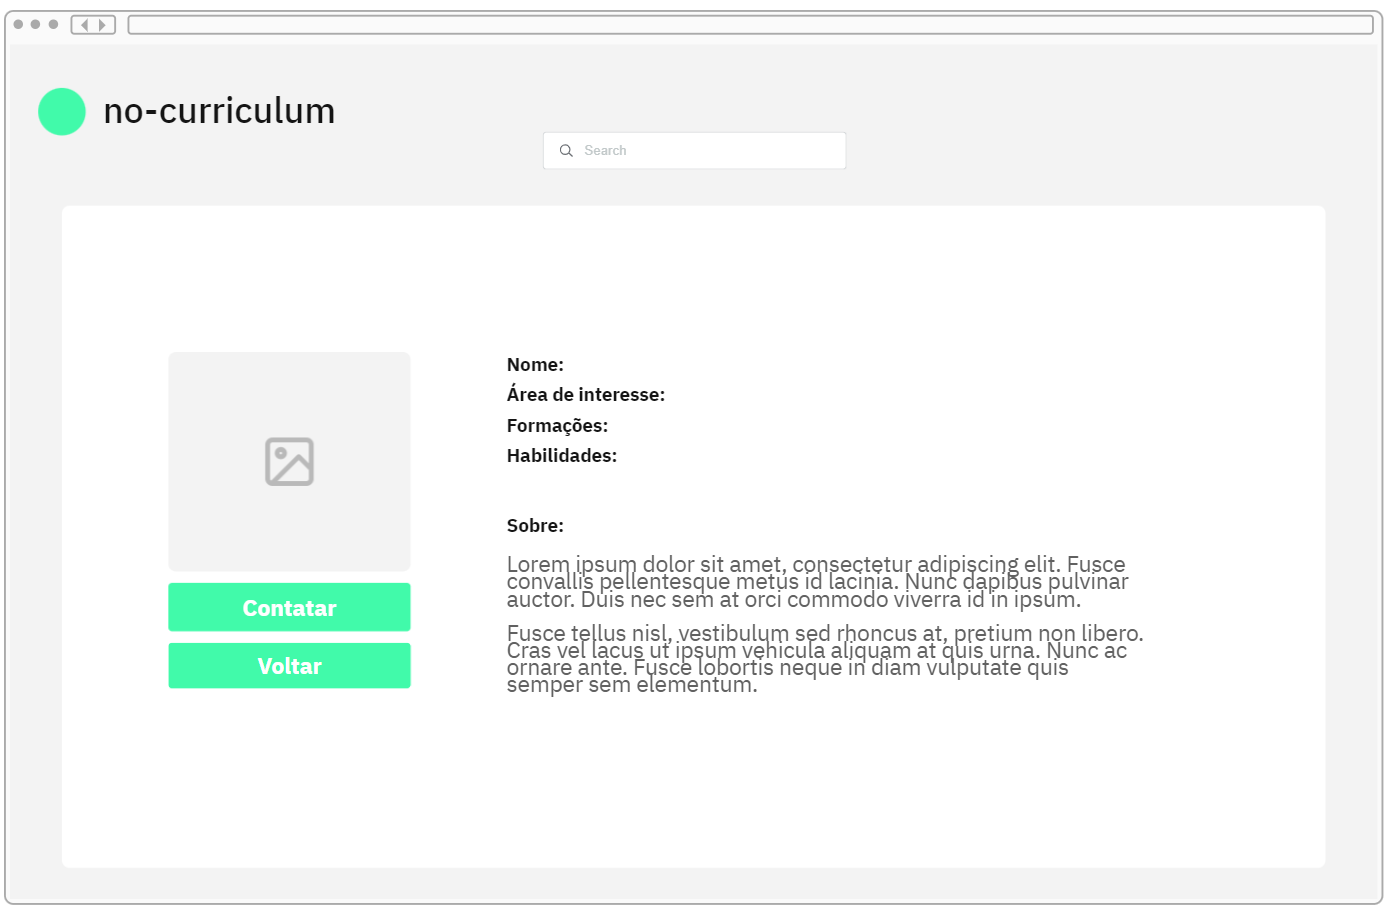 no-curriculum
Search
Nome:
Área de interesse:
Formações:
Habilidades:
Sobre:
Lorem ipsum dolor sit amet, consectetur adipiscing elit. Fusce
convallis pellentesque metus id lacinia. Nunc dapibus pulvinar
auctor. Duis nec sem at orci commodo viverra id in ipsum.
Fusce tellus nisl, vestibulum sed rhoncus at, pretium non libero.
Cras vel lacus ut ipsum vehicula aliquam at quis urna. Nunc ac
ornare ante. Fusce lobortis neque in diam vulputate quis
semper sem elementum.
Contatar
Voltar